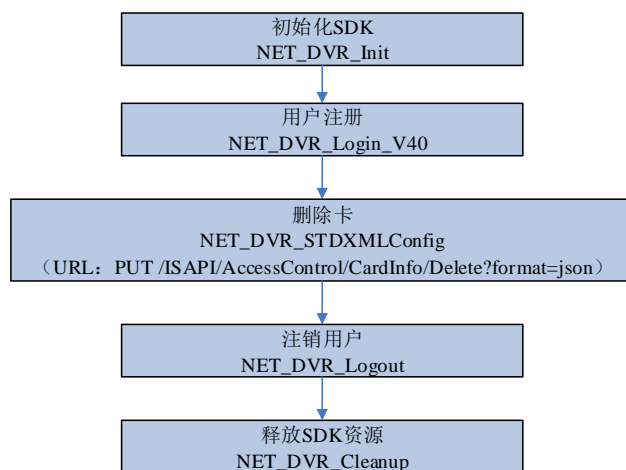 初始化SDK
NET_DVR_Init
用户注册
NET_DVR_Login_V40
删除卡
NET_DVR_STDXMLConfig
（URL：PUT /ISAPI/AccessControl/CardInfo/Delete?format=json）
注销用户
NET_DVR_Logout
释放SDK资源
NET_DVR_Cleanup